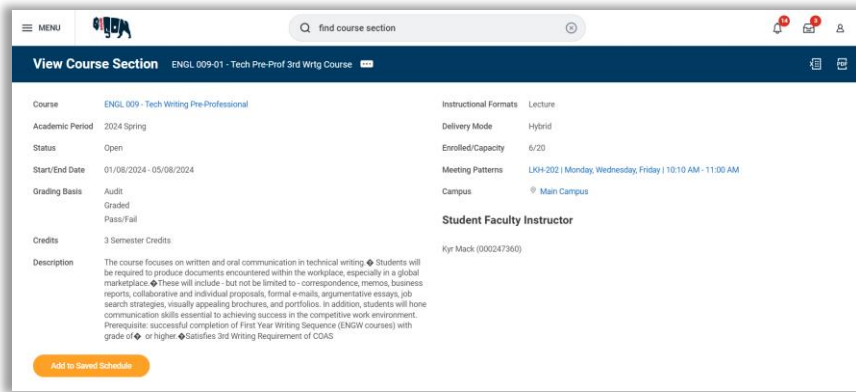 MENU
BISON
find course section
14
3
View Course Section ENGL 009-01 - Tech Pre-Prof 3rd Wrtg Course
PDF
Course ENGL 009 - Tech Writing Pre-Professional
Academic Period 2024 Spring
Status Open
Start/End Date 01/08/2024 - 05/08/2024
Grading Basis Audit
Graded
Pass/Fail
Credits 3 Semester Credits
Description The course focuses on written and oral communication in technical writing.� Students will
be required to produce documents encountered within the workplace, especially in a global
marketplace.�These will include - but not be limited to - correspondence, memos, business
reports, collaborative and individual proposals, formal e-mails, argumentative essays, job
search strategies, visually appealing brochures, and portfolios. In addition, students will hone
communication skills essential to achieving success in the competitive work environment.
Prerequisite: successful completion of First Year Writing Sequence (ENGW courses) with
grade of� or higher.�Satisfies 3rd Writing Requirement of COAS
Instructional Formats Lecture
Delivery Mode Hybrid
Enrolled/Capacity 6/20
Meeting Patterns LKH-202 | Monday, Wednesday, Friday | 10:10 AM - 11:00 AM
Campus Main Campus
Student Faculty Instructor
Kyr Mack (000247360)
Add to Saved Schedule